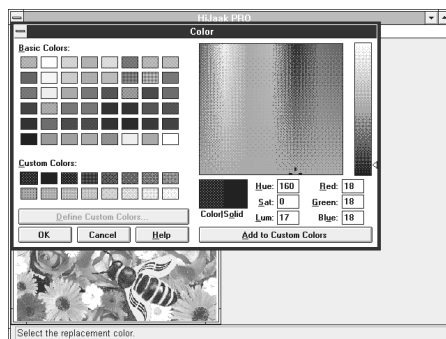 HiJaak PRO
Color
Basic Colors:
Custom Colors:
Define Custom Colors...
OK Cancel Help
Color|Solid
Hue: 160 Red: 18
Sat: 0 Green: 18
Lum: 17 Blue: 18
Add to Custom Colors
Select the replacement color.